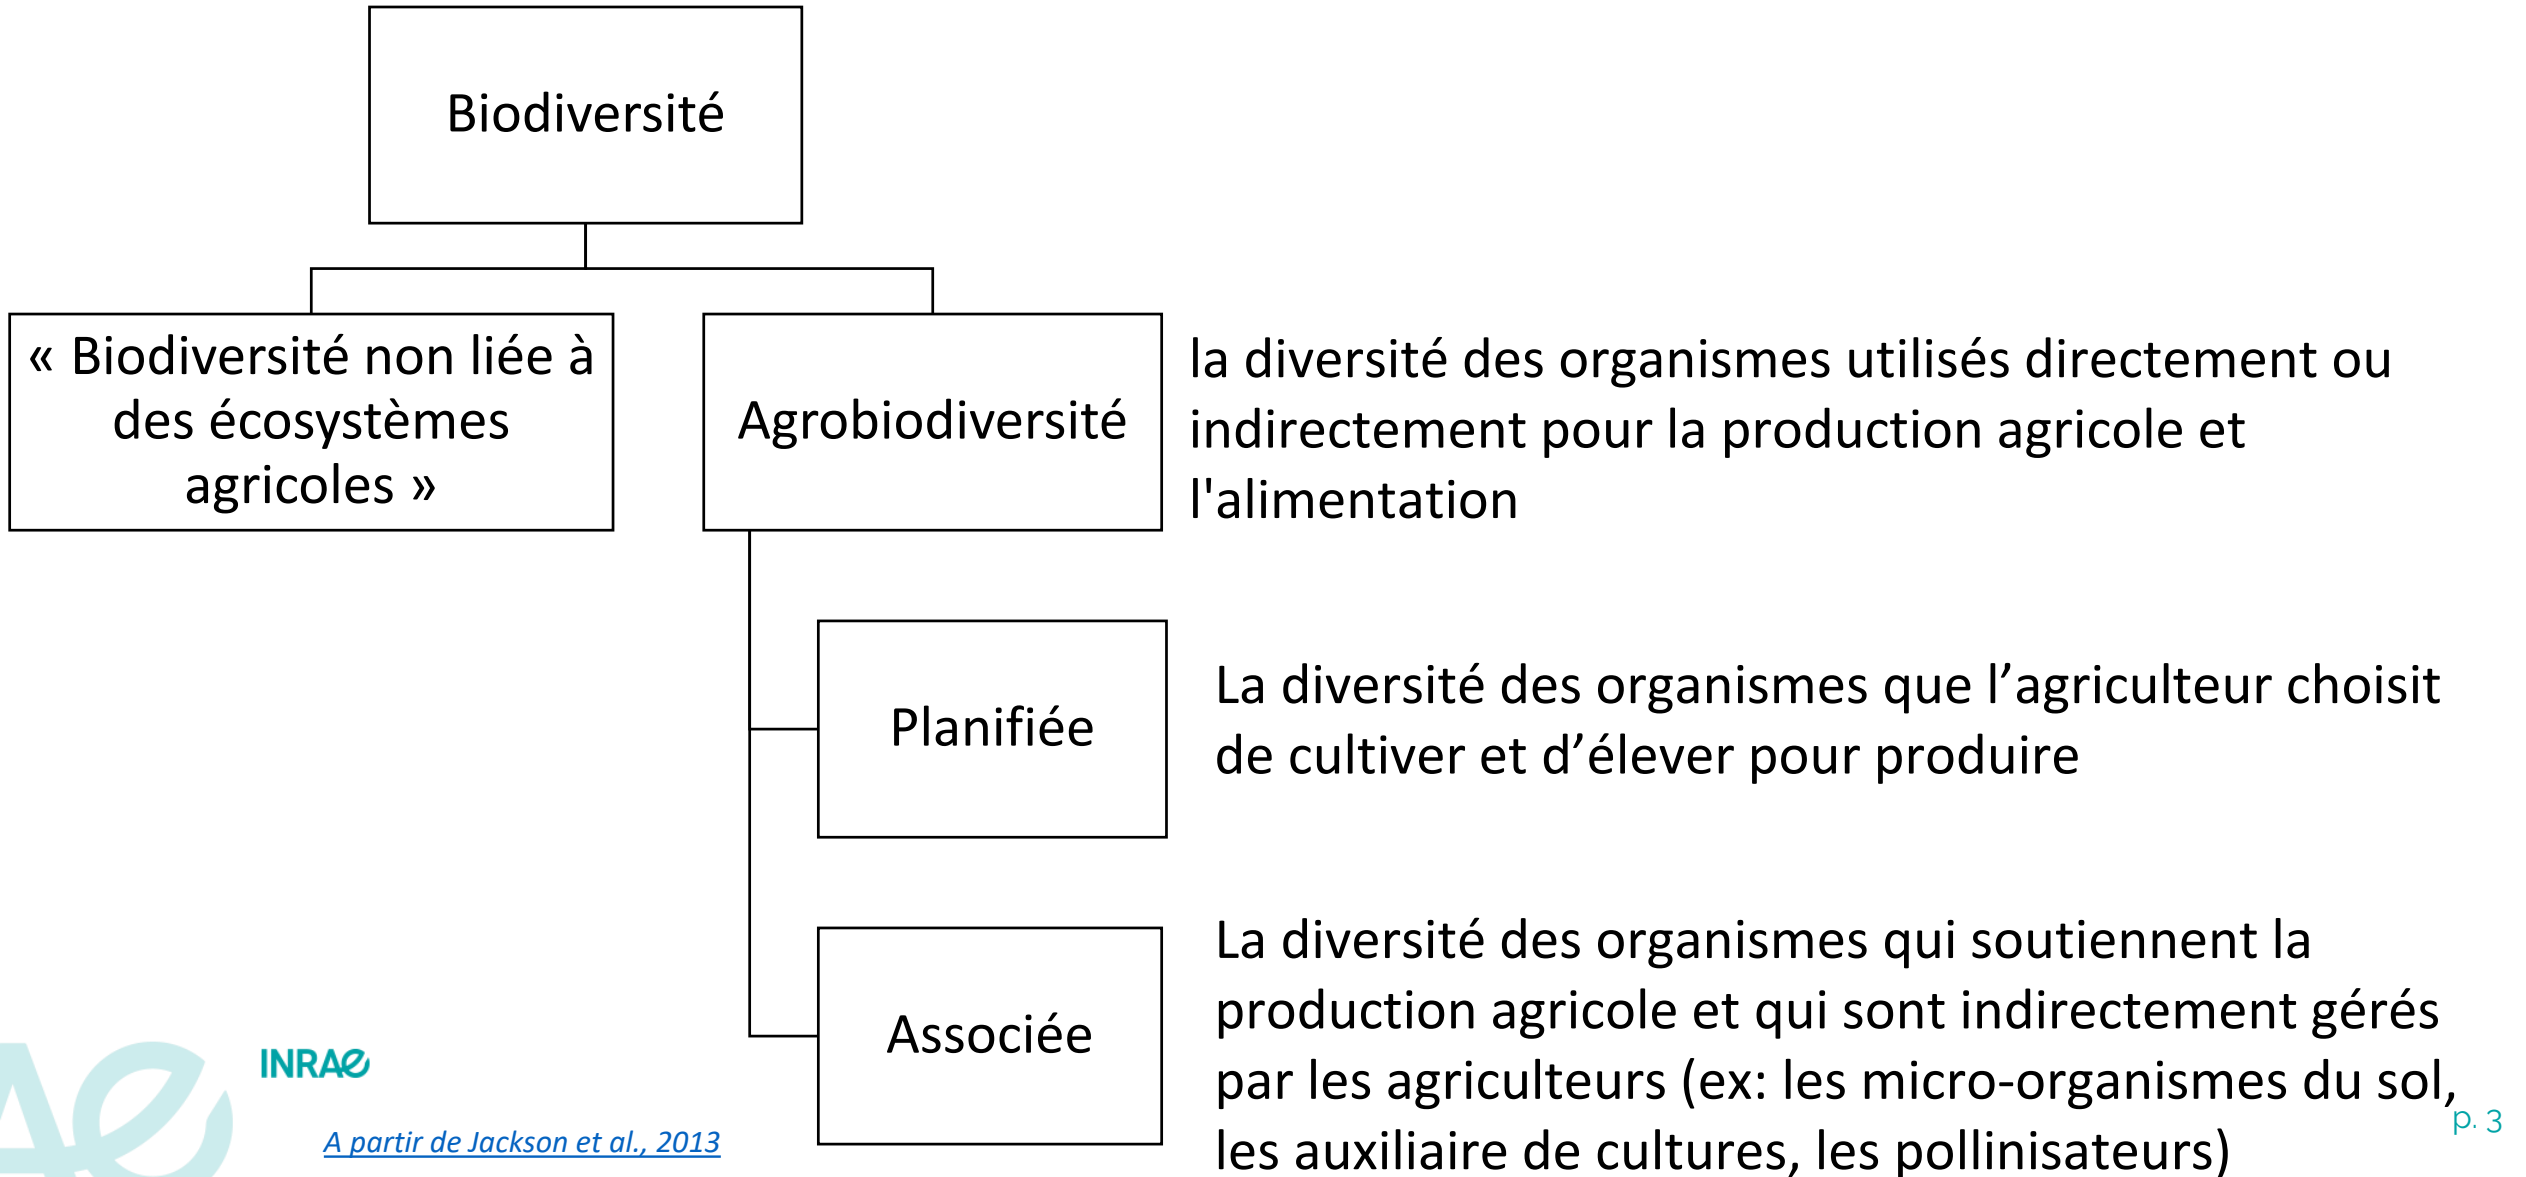 Biodiversité
« Biodiversité non liée à
des écosystèmes
agricoles »
Agrobiodiversité
la diversité des organismes utilisés directement ou
indirectement pour la production agricole et
l'alimentation
Planifiée
La diversité des organismes que l’agriculteur choisit
de cultiver et d’élever pour produire
Associée
La diversité des organismes qui soutiennent la
production agricole et qui sont indirectement gérés
par les agriculteurs (ex: les micro-organismes du sol,
les auxiliaire de cultures, les pollinisateurs)
INRAE
A partir de Jackson et al., 2013
p. 3